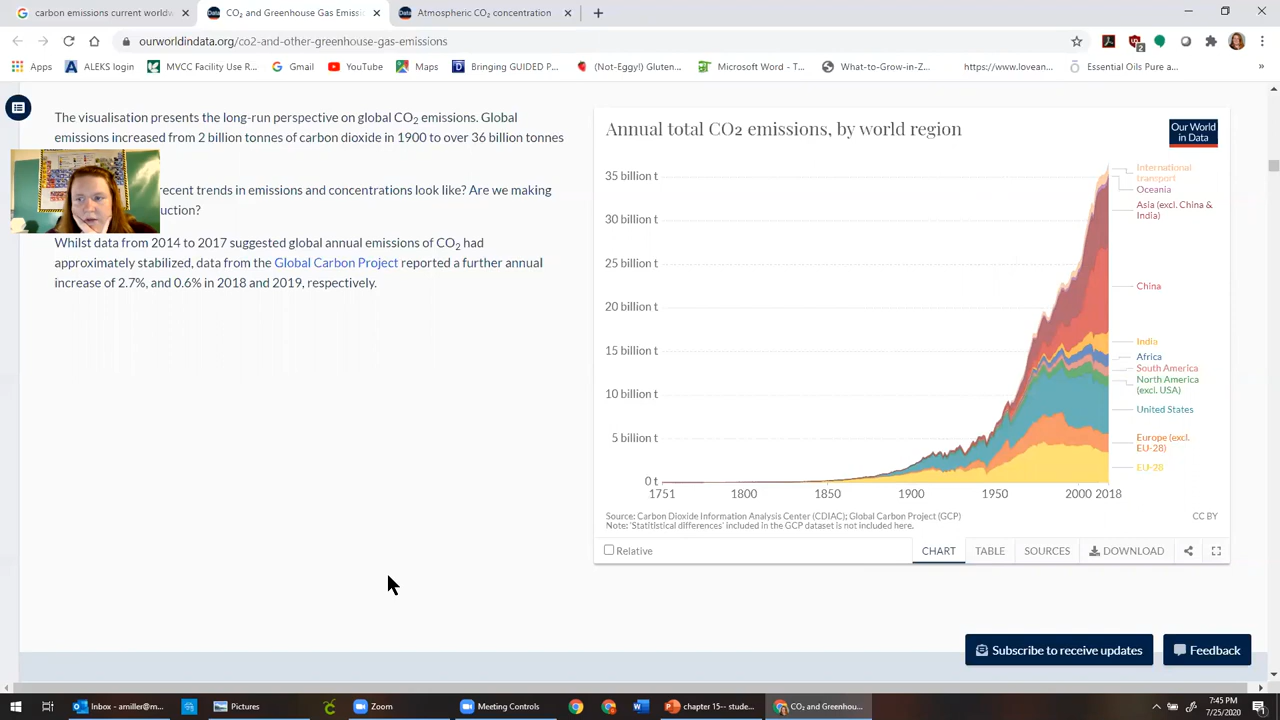 carbon emissions current worldw
CO₂ and Greenhouse Gas Emissi
Atmospheric CO₂ concentration
ourworldindata.org/co2-and-other-greenhouse-gas-emissions
Apps
ALEKS login
MVCC Facility Use R...
Gmail
YouTube
Maps
Bringing GUIDED P...
(Not-Eggy!) Gluten...
Microsoft Word - T...
What-to-Grow-in-Z...
https://www.lovean...
Essential Oils Pure a...
»
2
The visualisation presents the long-run perspective on global CO₂ emissions. Global
emissions increased from 2 billion tonnes of carbon dioxide in 1900 to over 36 billion tonnes
recent trends in emissions and concentrations look like? Are we making
uction?
Whilst data from 2014 to 2017 suggested global annual emissions of CO₂ had
approximately stabilized, data from the Global Carbon Project reported a further annual
increase of 2.7%, and 0.6% in 2018 and 2019, respectively.
Annual total CO₂ emissions, by world region
Our World
in Data
35 billion t
30 billion t
25 billion t
20 billion t
15 billion t
10 billion t
5 billion t
0 t
1751
1800
1850
1900
1950
2000
2018
International
transport
Oceania
Asia (excl. China &
India)
China
India
Africa
South America
North America
(excl. USA)
United States
Europe (excl.
EU-28)
EU-28
Source: Carbon Dioxide Information Analysis Center (CDIAC); Global Carbon Project (GCP)
CC BY
Note: 'Statistical differences' included in the GCP dataset is not included here.
Relative
CHART
TABLE
SOURCES
DOWNLOAD
Subscribe to receive updates
Feedback
Inbox - amiller@m...
Pictures
Zoom
Meeting Controls
chapter 15-- stude...
CO₂ and Greenhou...
7:45 PM
7/25/2020